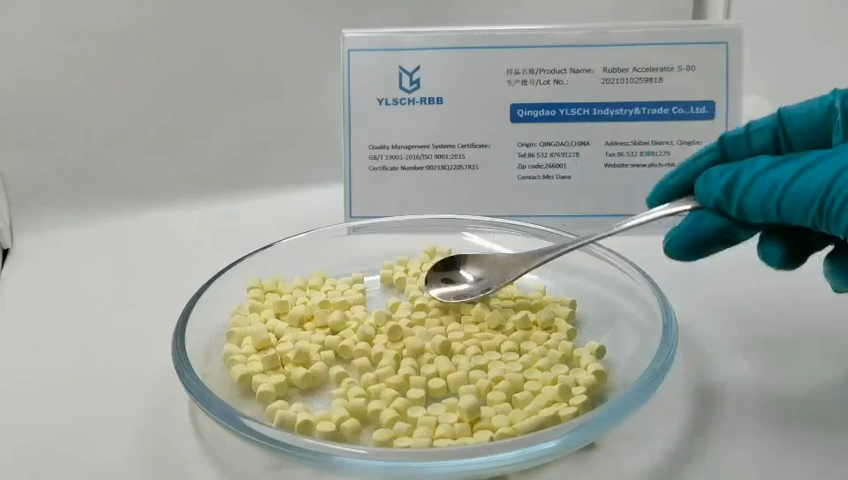 YLSCH-RBB
样品名称/Product Name: Rubber Accelerator S-80
生产批号/Lot No.: 2021010259818
Qingdao YLSCH Indystry&Trade Co.,Ltd.
Quality Management Systems Certificate:
GB/T 19001-2016/ISO 9001:2015
Certificate Number:00218Q22057R1S
Origin: QINGDAO,CHINA
Tel:86 532 87691278
Zip code:266001
Contact:Mrs Dana
Address:Shibei District, Qingdao
Fax:86 532 87691279
Website:www.ylsch-rbb